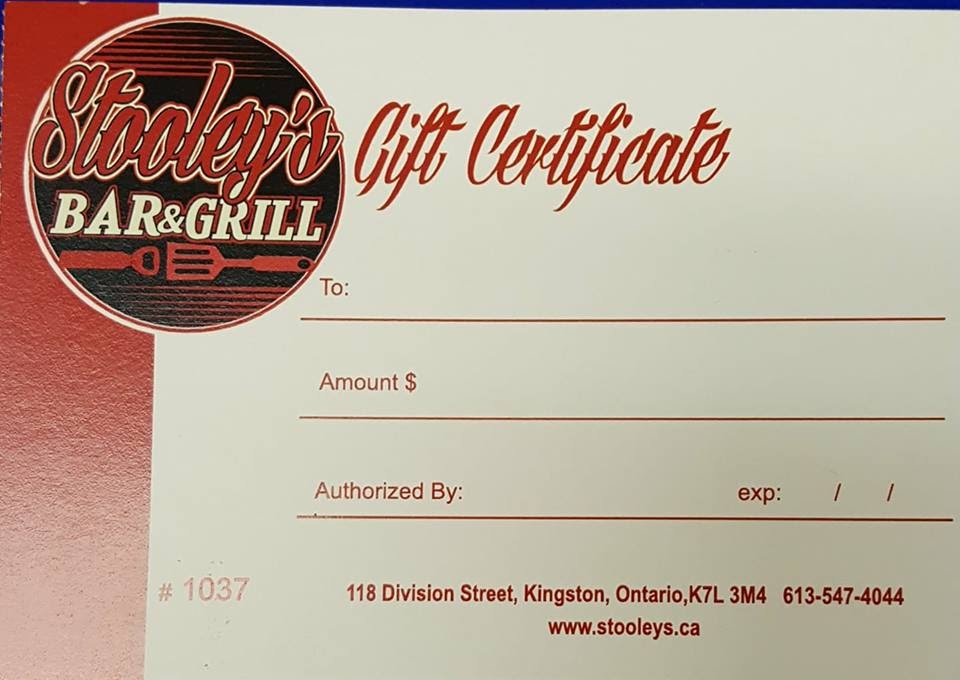 Stooley's
BAR&GRILL
Gift Certificate
To:
Amount $
Authorized By: exp: / /
# 1037
118 Division Street, Kingston, Ontario,K7L 3M4 613-547-4044
www.stooleys.ca